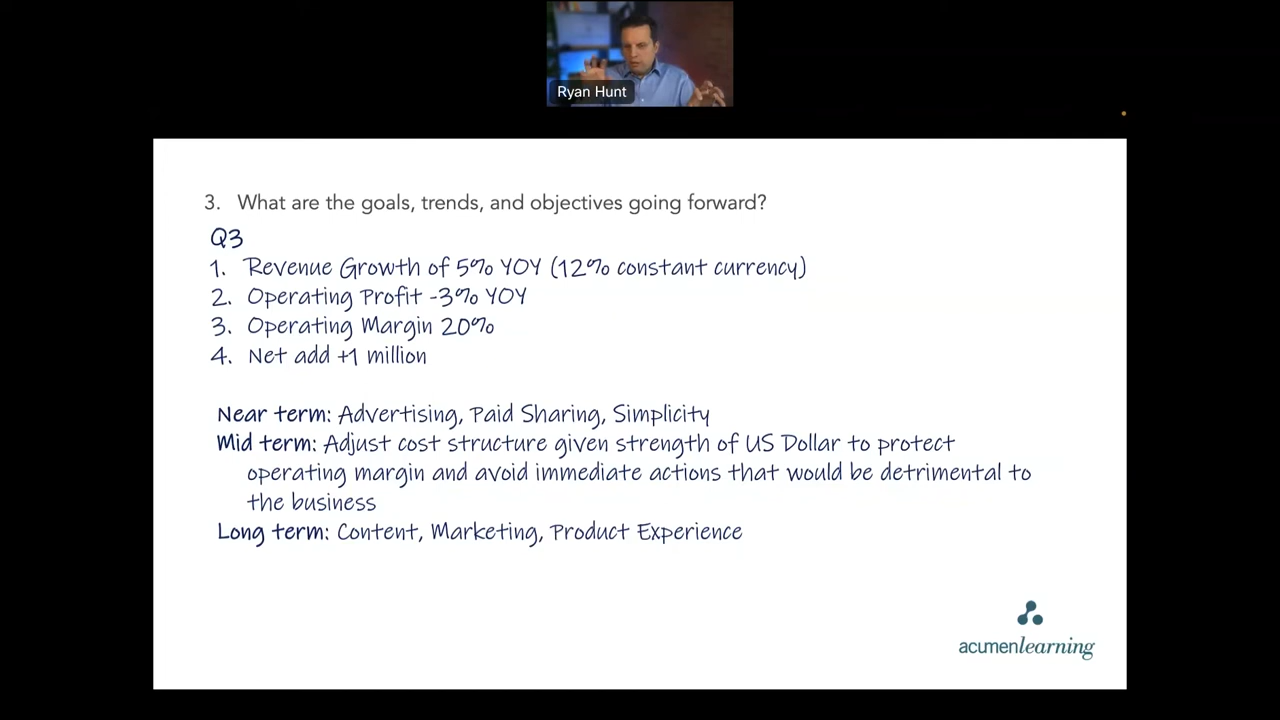 Ryan Hunt
3. What are the goals, trends, and objectives going forward?
Q3
1. Revenue Growth of 5% YOY (12% constant currency)
2. Operating Profit -3% YOY
3. Operating Margin 20%
4. Net add +1 million
Near term: Advertising, Paid Sharing, Simplicity
Mid term: Adjust cost structure given strength of US Dollar to protect
operating margin and avoid immediate actions that would be detrimental to
the business
Long term: Content, Marketing, Product Experience
acumenlearning